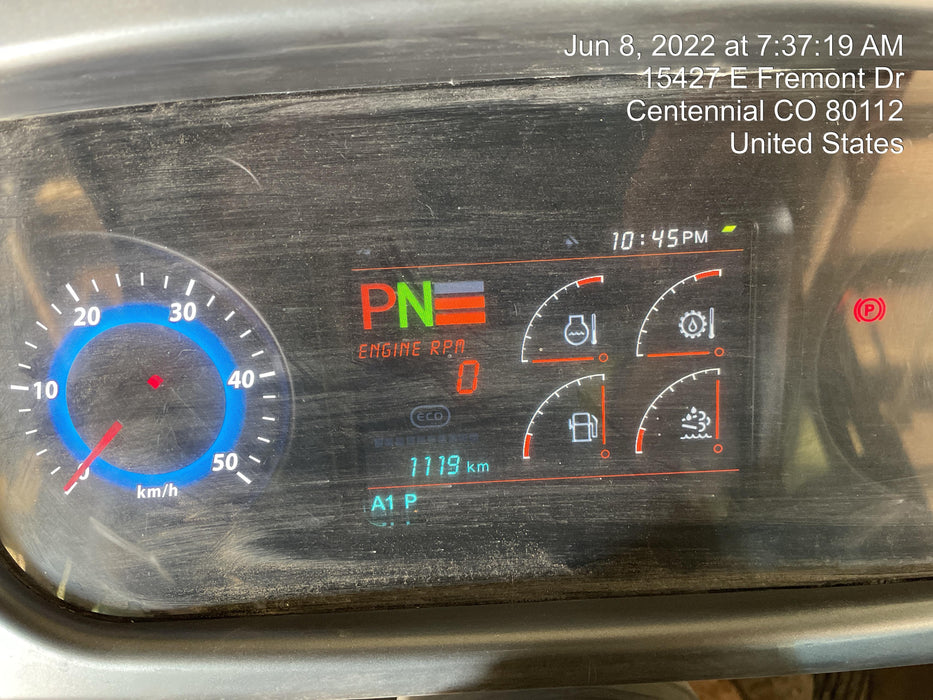 Jun 8, 2022 at 7:37:19 AM
15427 E Fremont Dr
Centennial CO 80112
United States
10:45PM
PN
ENGINE RPM
0
ECO
1119 km
A1 P
0
10
20
30
40
50
km/h
P